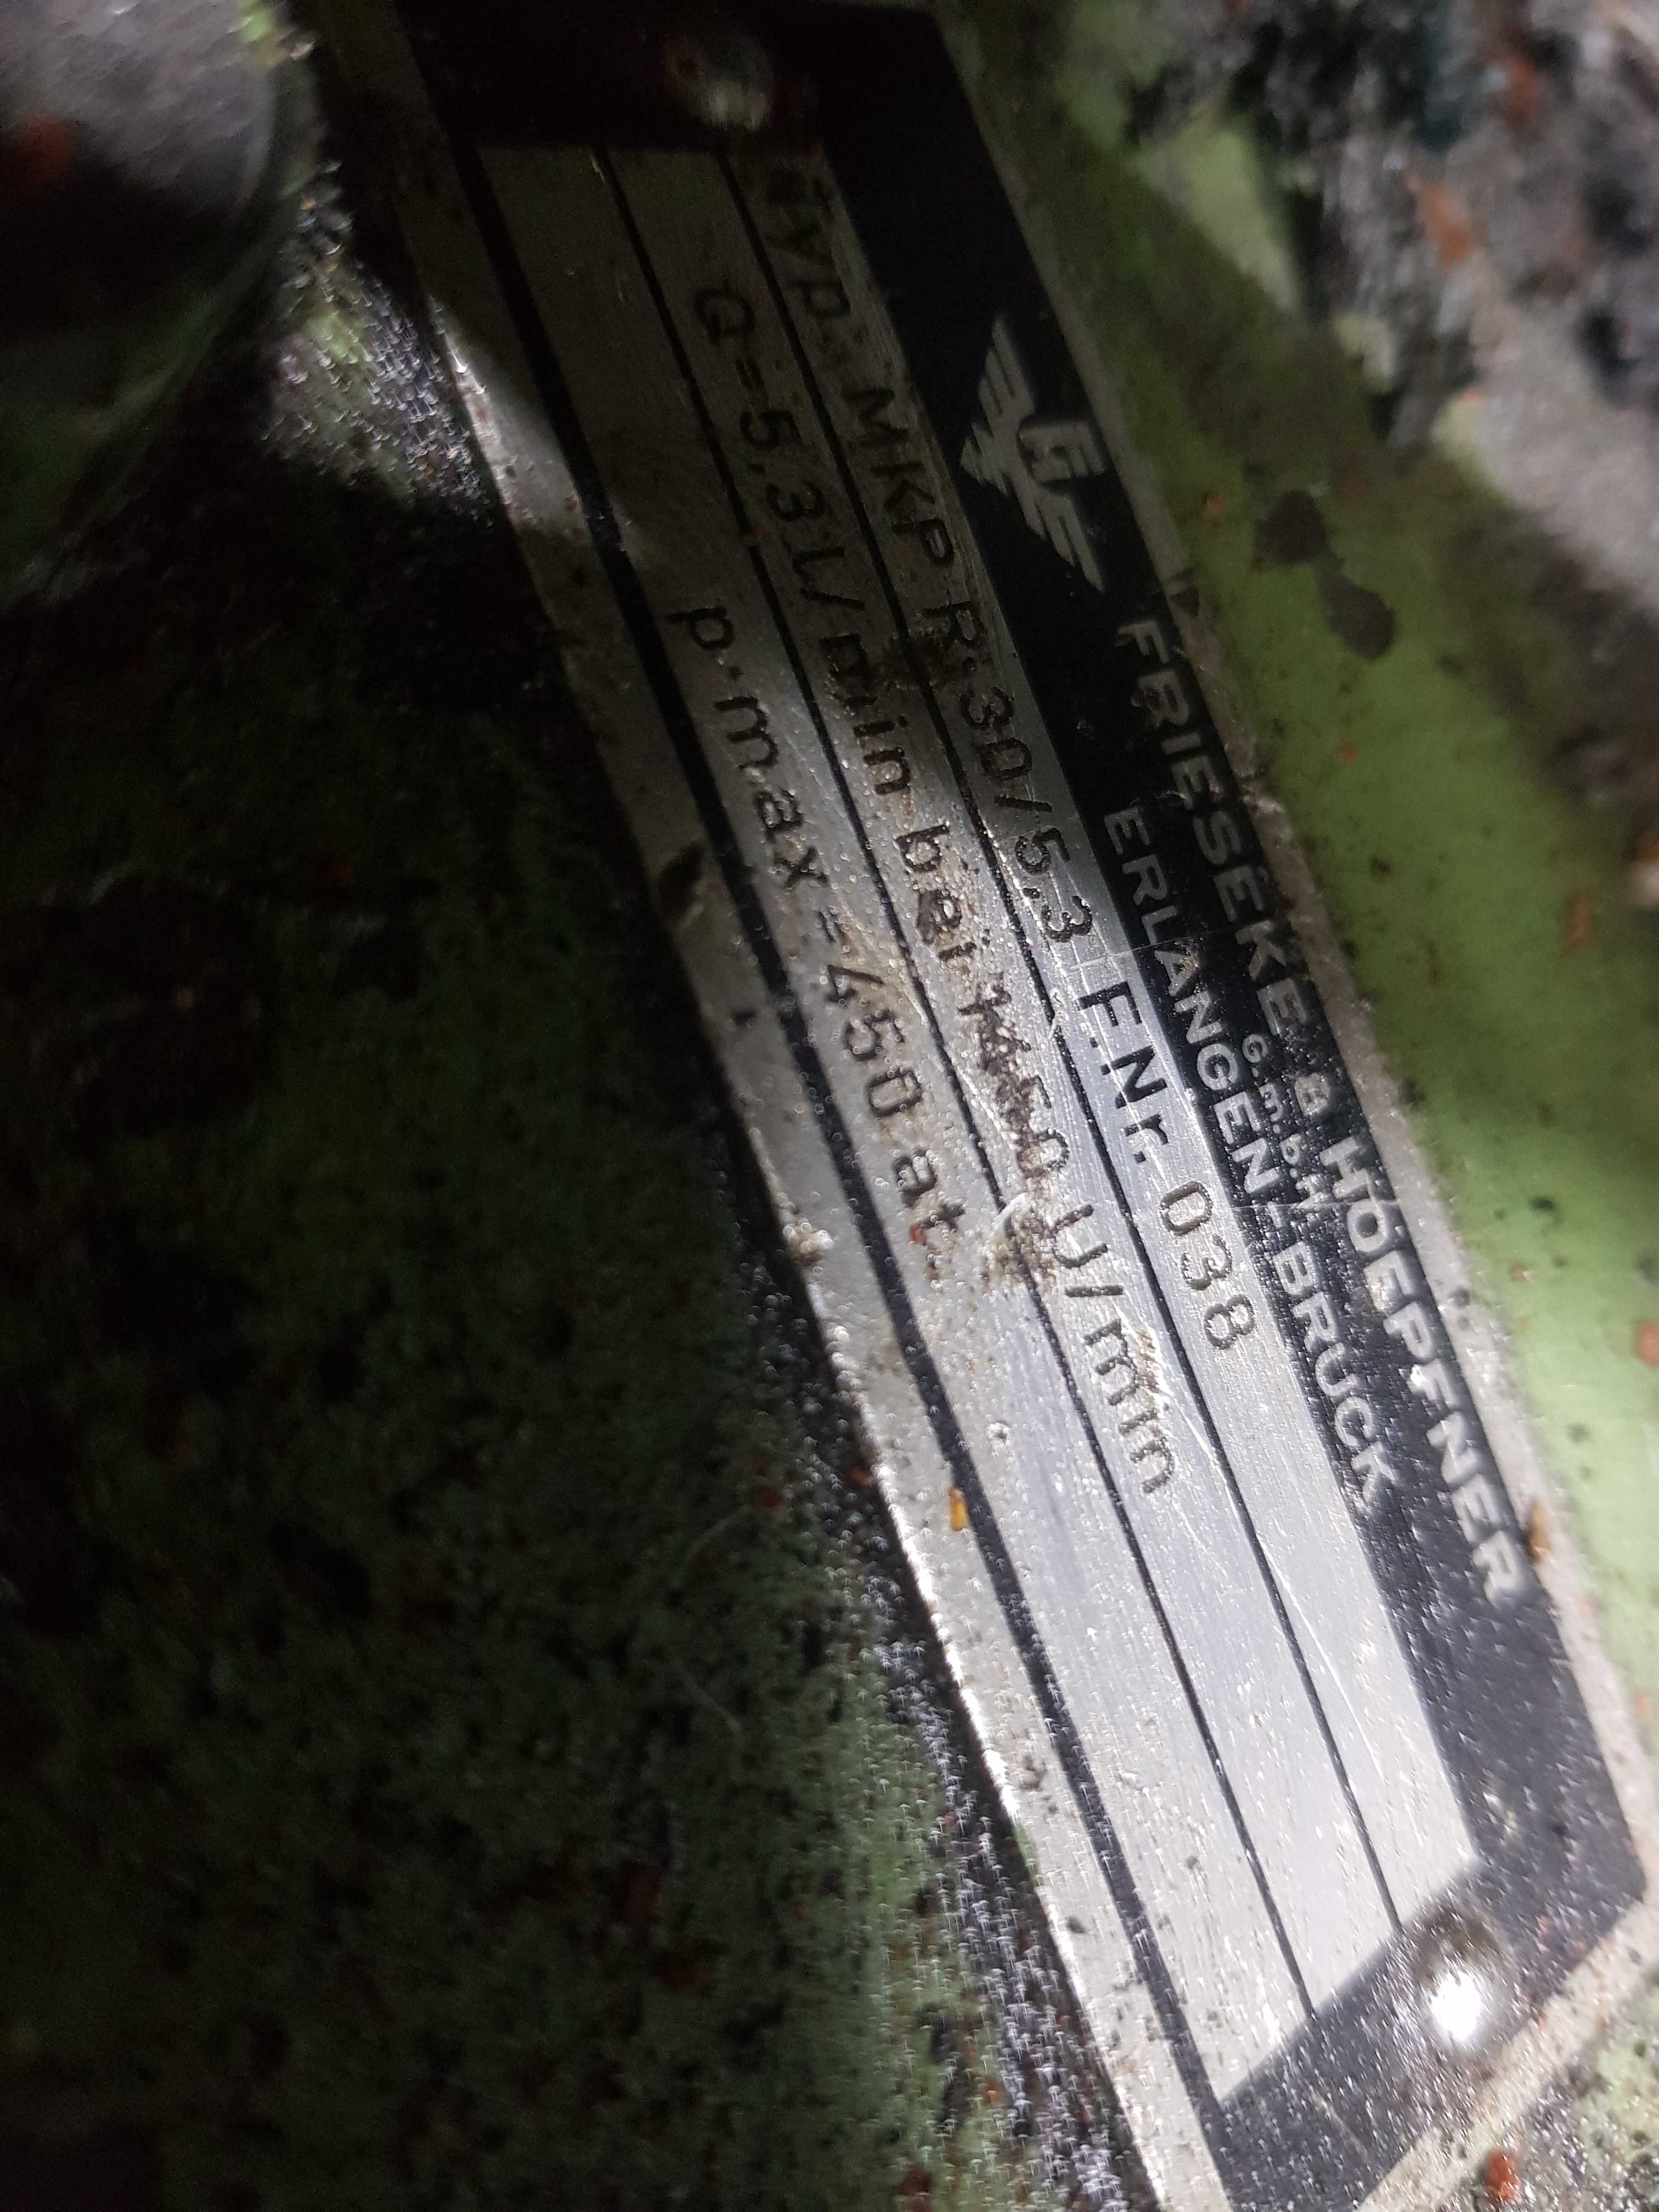 FRIESEKE & HOEPFNER
G.m.b.H.
ERLANGEN-BRUCK
Typ. MKP R.30/5,3 F.Nr. 038
Q=5,3l/min bei 1450 U/min
p.max=450 at.